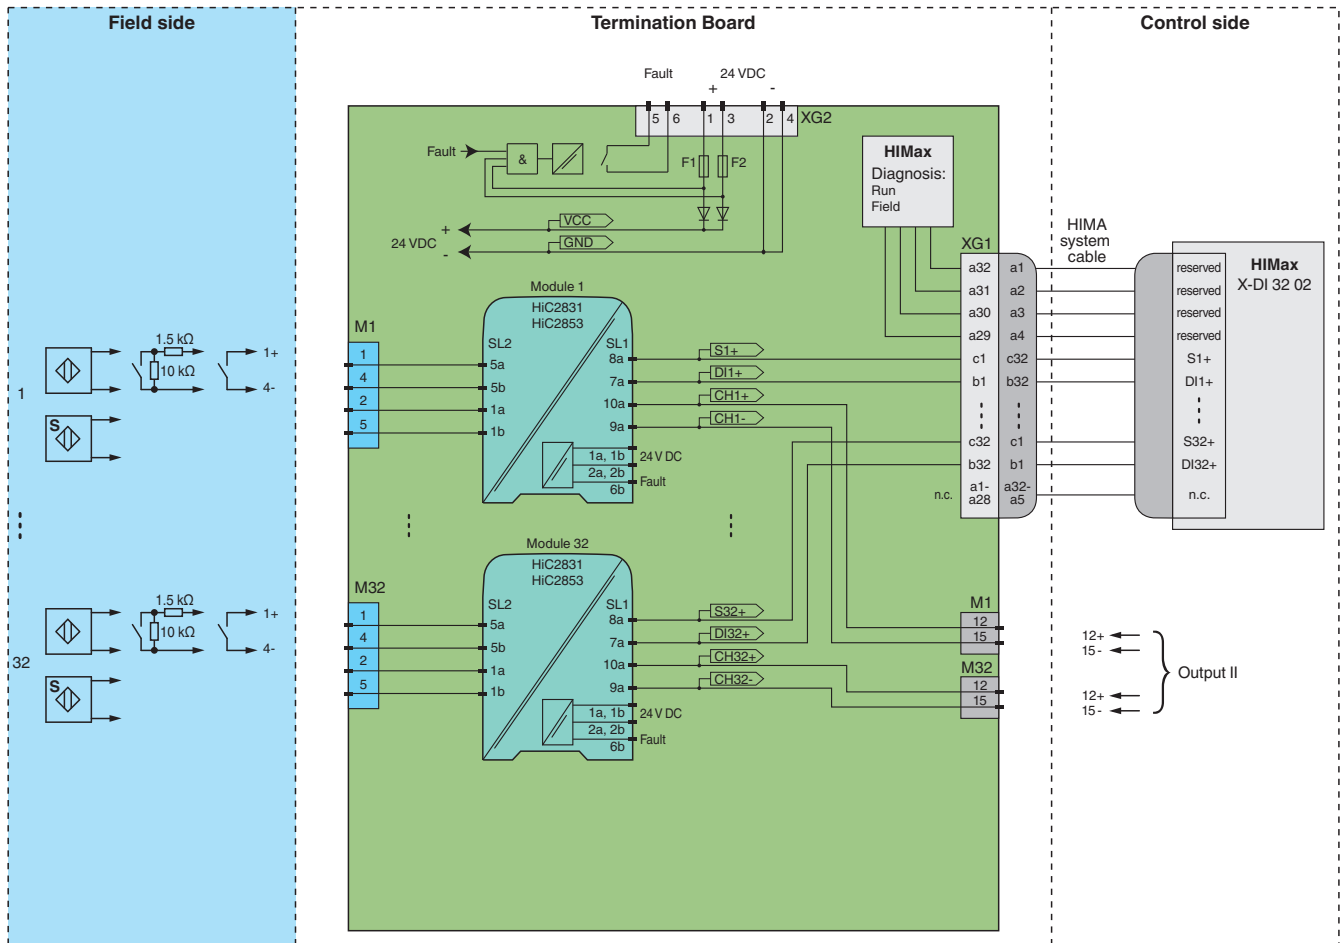 Field side
Termination Board
Control side
Fault
24 VDC
+
-
5
6
1
3
2
4
XG2
Fault
&
F1
F2
VCC
GND
+
24 VDC
-
HIMax
Diagnosis:
Run
Field
XG1
HIMA
system
cable
HIMax
X-DI 32 02
a32
a1
reserved
a31
a2
reserved
a30
a3
reserved
a29
a4
reserved
c1
c32
S1+
b1
b32
DI1+
c32
c1
S32+
b32
b1
DI32+
n.c.
a1-
a28
a32-
a5
n.c.
1
1.5 kΩ
10 kΩ
1+
4-
S
M1
1
4
2
5
Module 1
HiC2831
HiC2853
SL2
SL1
5a
5b
1a
1b
8a
7a
10a
9a
S1+
DI1+
CH1+
CH1-
1a, 1b
24 V DC
2a, 2b
Fault
6b
32
1.5 kΩ
10 kΩ
1+
4-
S
M32
1
4
2
5
Module 32
HiC2831
HiC2853
SL2
SL1
5a
5b
1a
1b
8a
7a
10a
9a
S32+
DI32+
CH32+
CH32-
1a, 1b
24 V DC
2a, 2b
Fault
6b
M1
12
15
M32
12
15
12+
15-
12+
15-
Output II